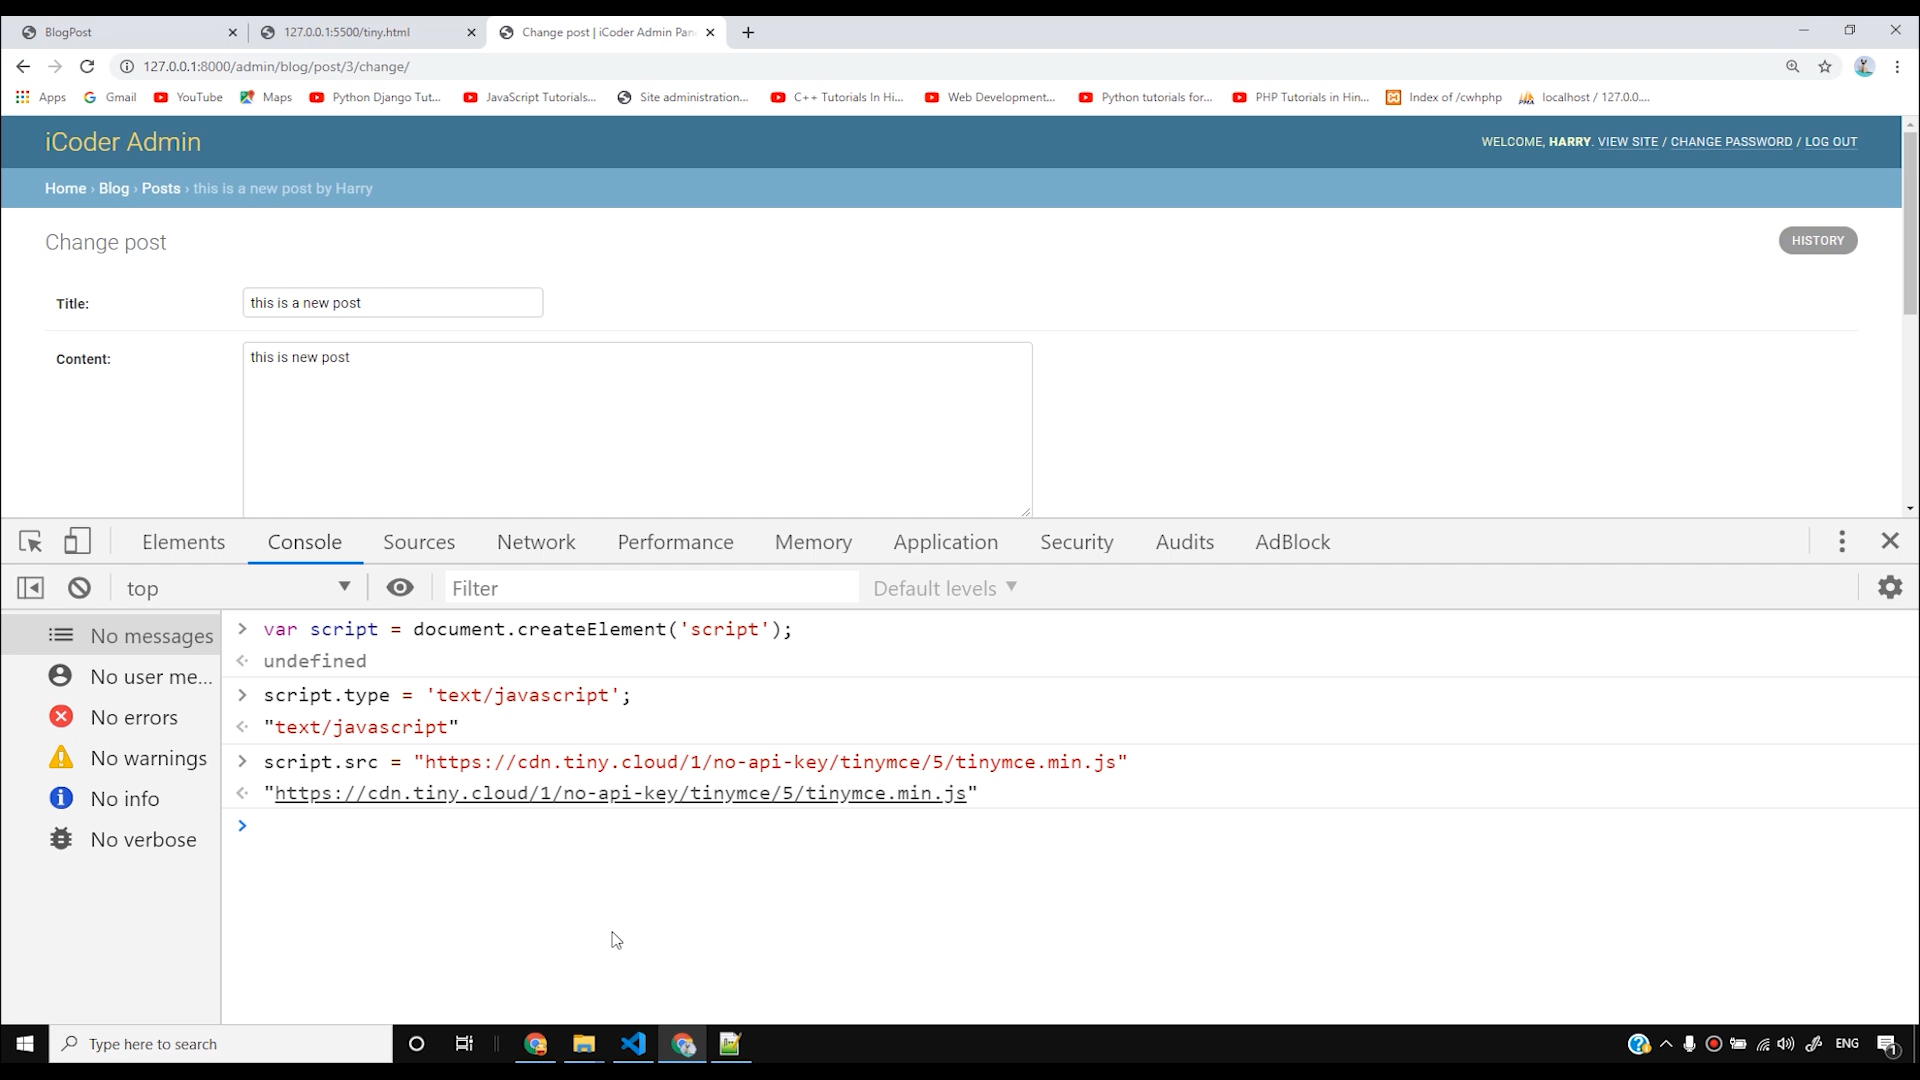 BlogPost
127.0.0.1:5500/tiny.html
Change post | iCoder Admin Pan
127.0.0.1:8000/admin/blog/post/3/change/
Apps
Gmail
YouTube
Maps
Python Django Tut...
JavaScript Tutorials...
Site administration...
C++ Tutorials In Hi...
Web Development...
Python tutorials for...
PHP Tutorials in Hin...
Index of /cwhphp
localhost / 127.0.0....
iCoder Admin
WELCOME, HARRY. VIEW SITE / CHANGE PASSWORD / LOG OUT
Home › Blog › Posts › this is a new post by Harry
Change post
HISTORY
Title:
this is a new post
Content:
this is new post
Elements
Console
Sources
Network
Performance
Memory
Application
Security
Audits
AdBlock
top
Filter
Default levels
No messages
No user me...
No errors
No warnings
No info
No verbose
> var script = document.createElement('script');
undefined
> script.type = 'text/javascript';
"text/javascript"
> script.src = "https://cdn.tiny.cloud/1/no-api-key/tinymce/5/tinymce.min.js"
"https://cdn.tiny.cloud/1/no-api-key/tinymce/5/tinymce.min.js"
>
Type here to search
ENG
1